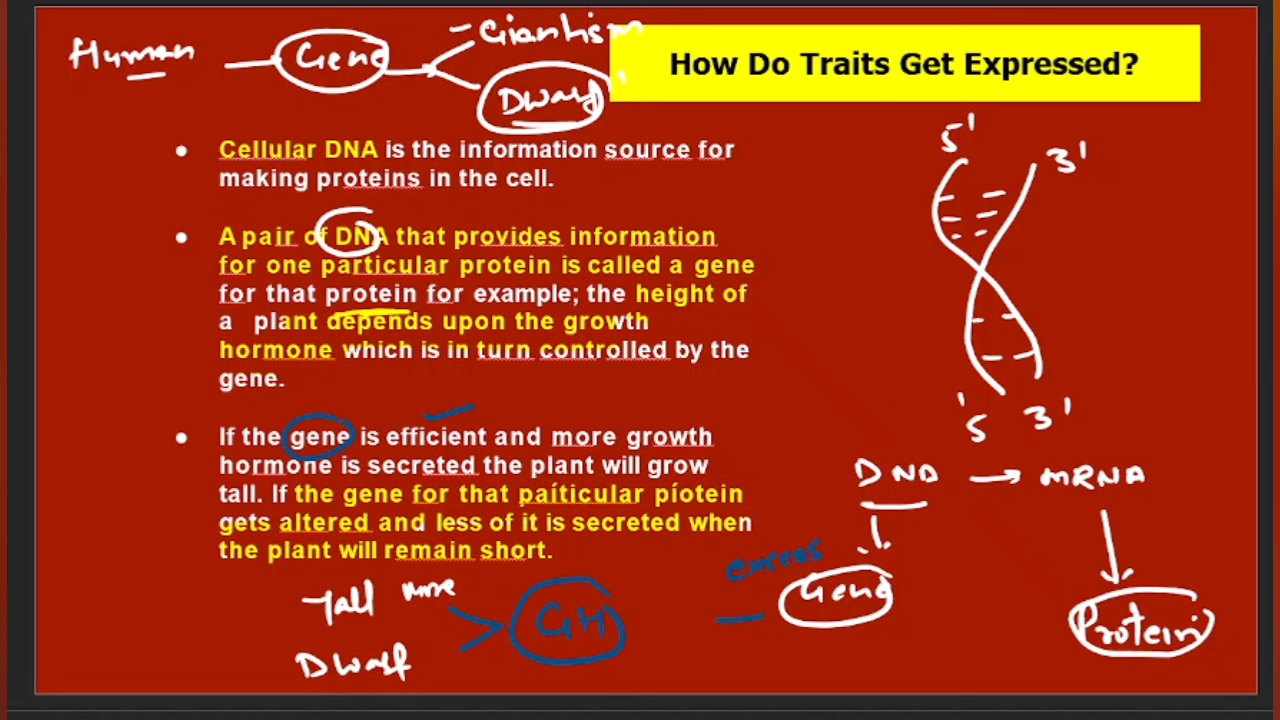 Human — Gene - Giantism
Dwarf
How Do Traits Get Expressed?
• Cellular DNA is the information source for
making proteins in the cell.
• A pair of DNA that provides information
for one particular protein is called a gene
for that protein for example; the height of
a plant depends upon the growth
hormone which is in turn controlled by the
gene.
• If the gene is efficient and more growth
hormone is secreted the plant will grow
tall. If the gene for that paíticular píotein
gets altered and less of it is secreted when
the plant will remain short.
5' 3'
'5 3'
DNA → mRNA
excess
Gene
Protein
Tall more
GH
Dwarf